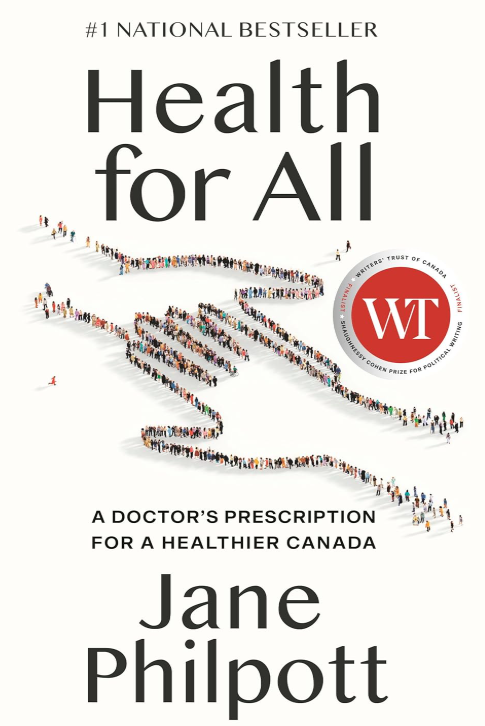 #1 NATIONAL BESTSELLER
Health
for All
WRITERS' TRUST OF CANADA
FINALIST
FINALIST
WT
SHAUGHNESSY COHEN PRIZE FOR POLITICAL WRITING
A DOCTOR'S PRESCRIPTION
FOR A HEALTHIER CANADA
Jane
Philpott